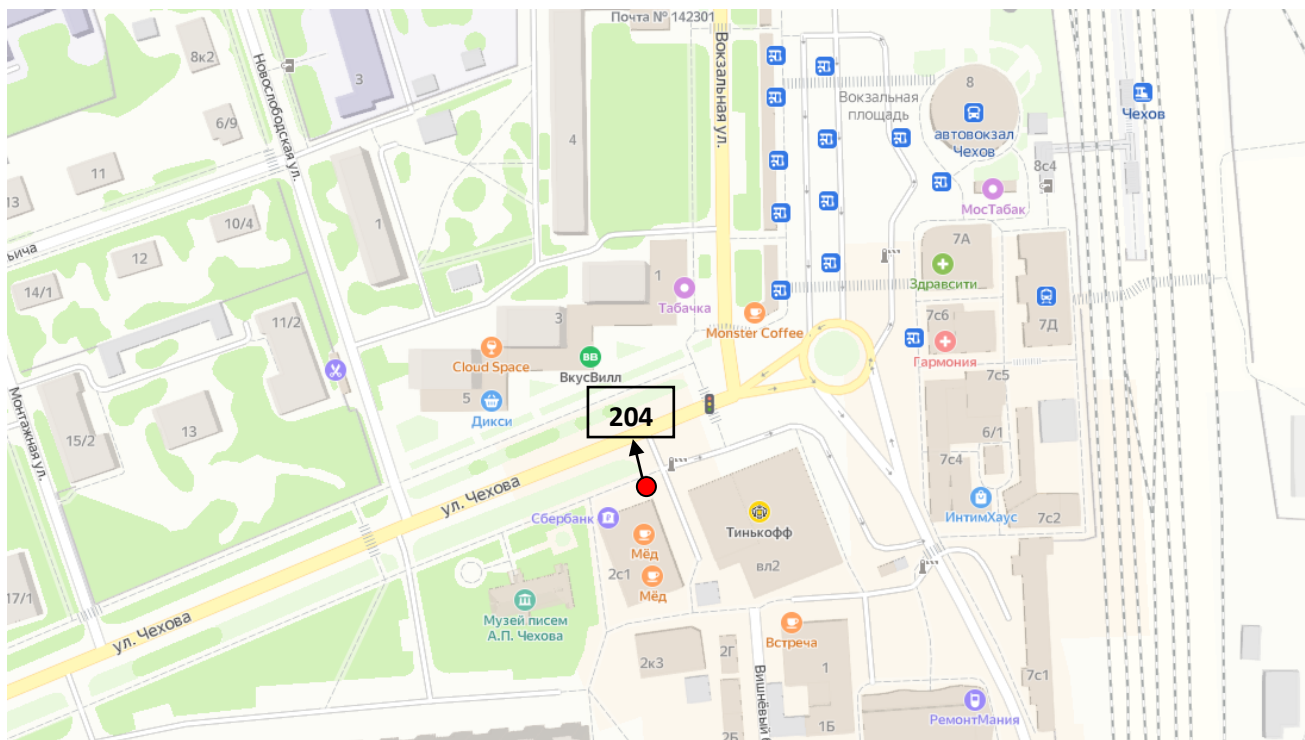 Почта № 142301
8к2
Новослободская ул.
3
Вокзальная ул.
8
Вокзальная
площадь
Чехов
автовокзал
Чехов
6/9
4
11
13
8с4
МосТабак
10/4
1
ьича
12
7А
14/1
1
Здравсити
Табачка
7Д
11/2
3
7с6
Monster Coffee
Cloud Space
Гармония
ВВ
ВкусВилл
7с5
5
Дикси
204
Монтажная ул.
15/2
13
6/1
7с4
ул. Чехова
ИнтимХаус
7с2
Сбербанк
Тинькофф
Мёд
вл2
2с1
Мёд
17/1
Музей писем
А.П. Чехова
ул. Чехова
Встреча
2к3
2Г
1
7с1
Вишнёвый
РемонтМания
2Б
1Б